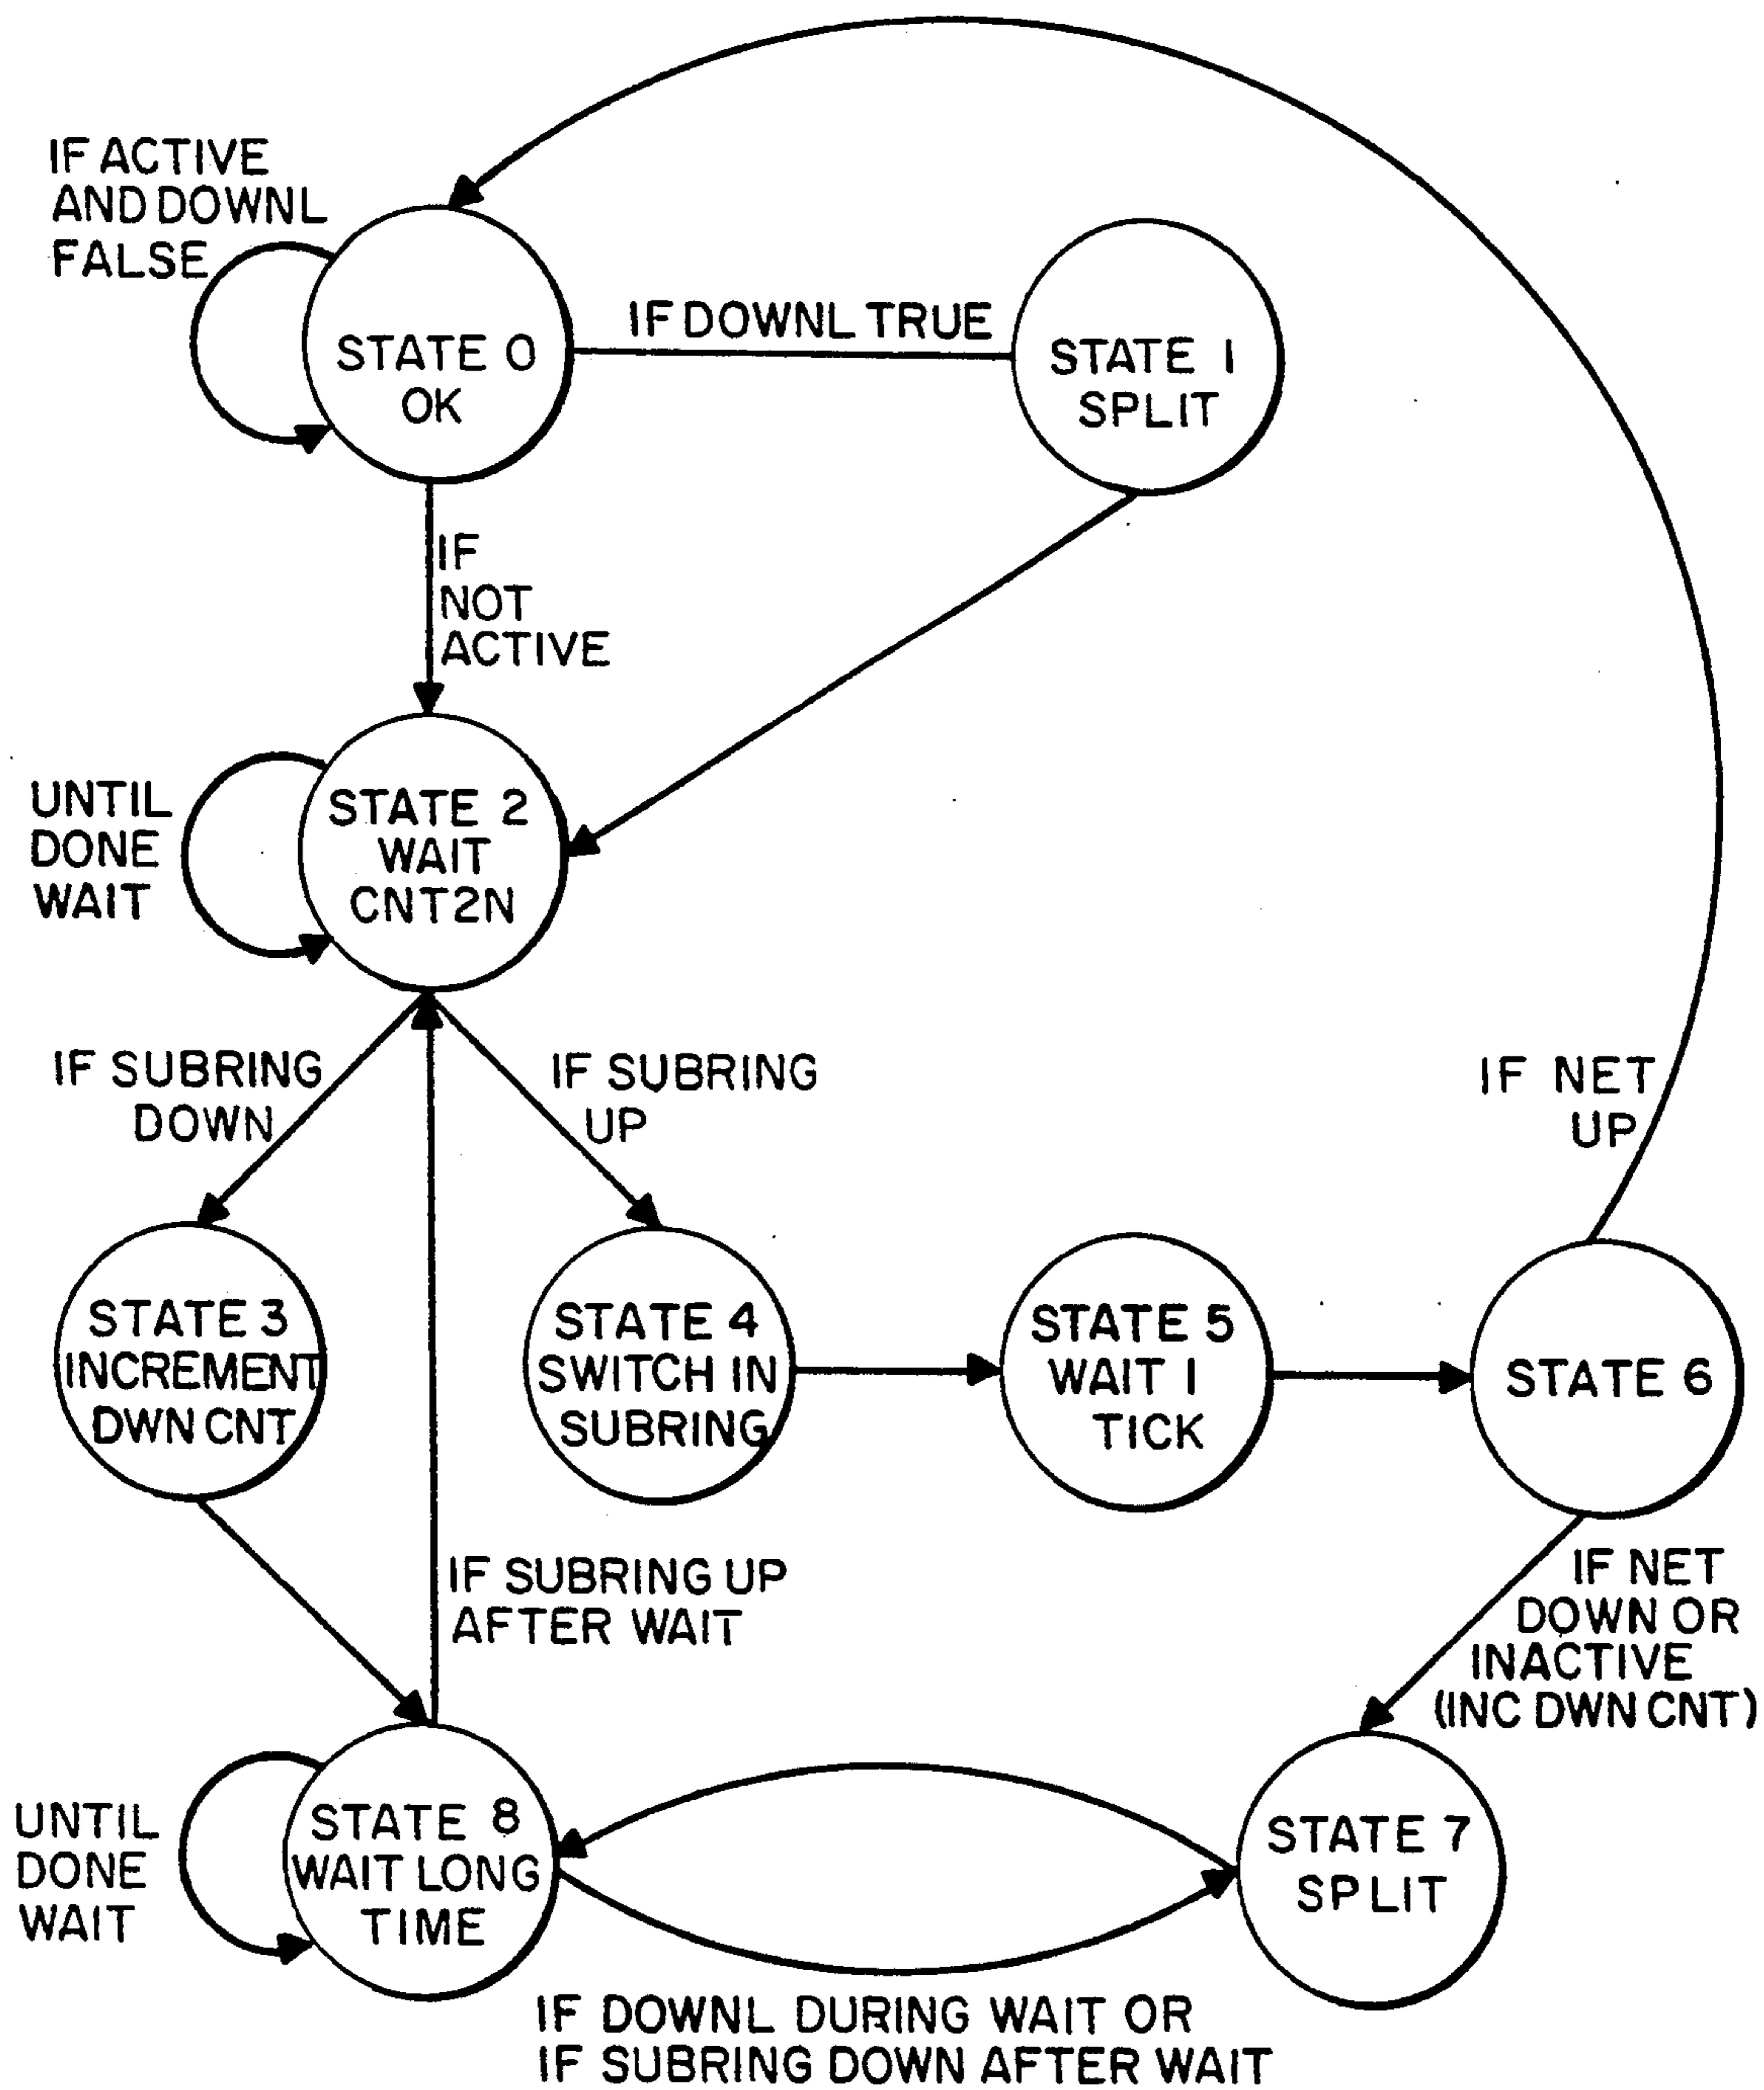 IF ACTIVE
AND DOWNL
FALSE
STATE 0
OK
IF DOWNL TRUE
STATE 1
SPLIT
IF
NOT
ACTIVE
UNTIL
DONE
WAIT
STATE 2
WAIT
CNT2N
IF SUBRING
DOWN
IF SUBRING
UP
IF NET
UP
STATE 3
INCREMENT
DWN CNT
STATE 4
SWITCH IN
SUBRING
STATE 5
WAIT 1
TICK
STATE 6
IF SUBRING UP
AFTER WAIT
IF NET
DOWN OR
INACTIVE
(INC DWN CNT)
UNTIL
DONE
WAIT
STATE 8
WAIT LONG
TIME
STATE 7
SPLIT
IF DOWNL DURING WAIT OR
IF SUBRING DOWN AFTER WAIT